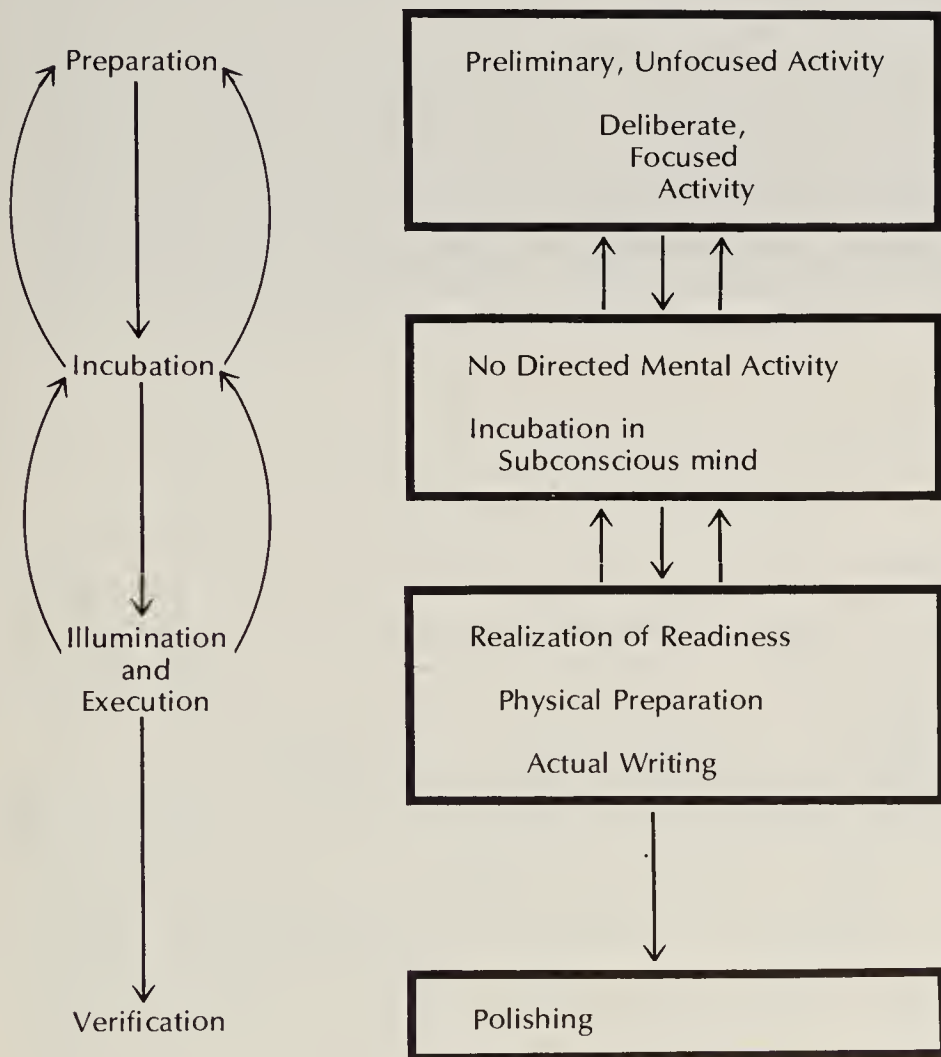 Preparation
Preliminary, Unfocused Activity
Deliberate,
Focused
Activity
Incubation
No Directed Mental Activity
Incubation in
Subconscious mind
Illumination
and
Execution
Realization of Readiness
Physical Preparation
Actual Writing
Verification
Polishing